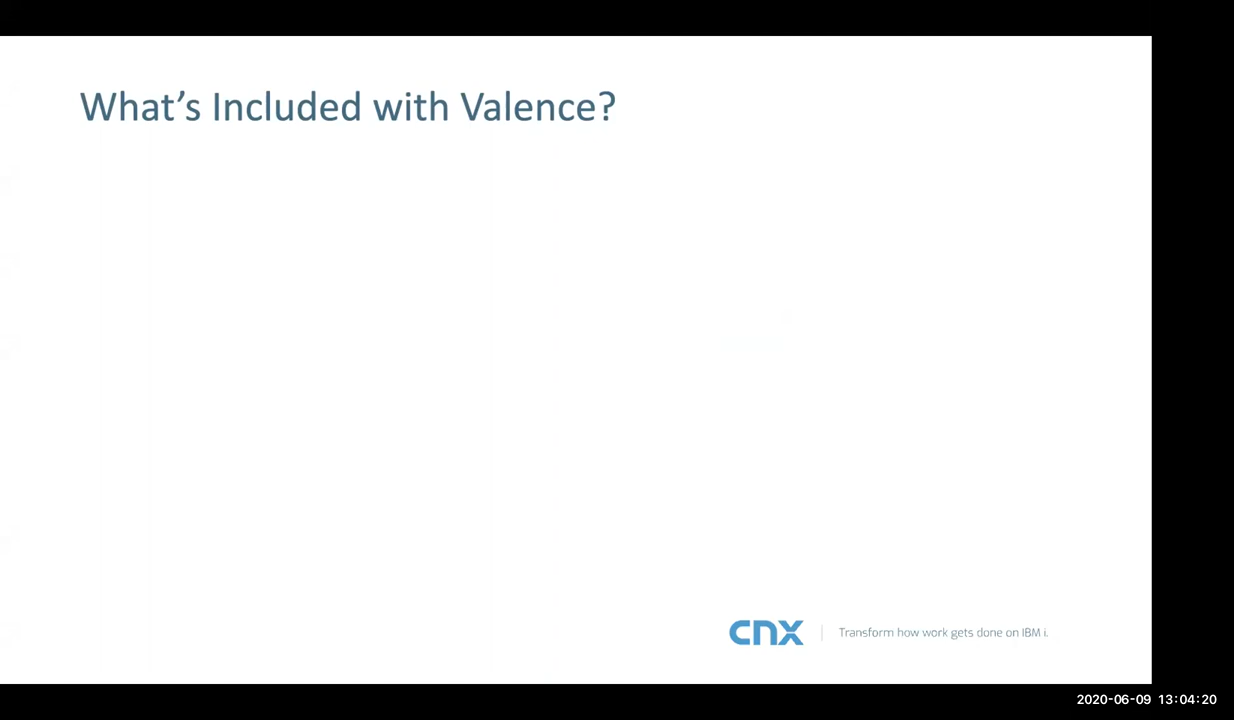 What's Included with Valence?
cnx
Transform how work gets done on IBM i.
2020-06-09 13:04:20